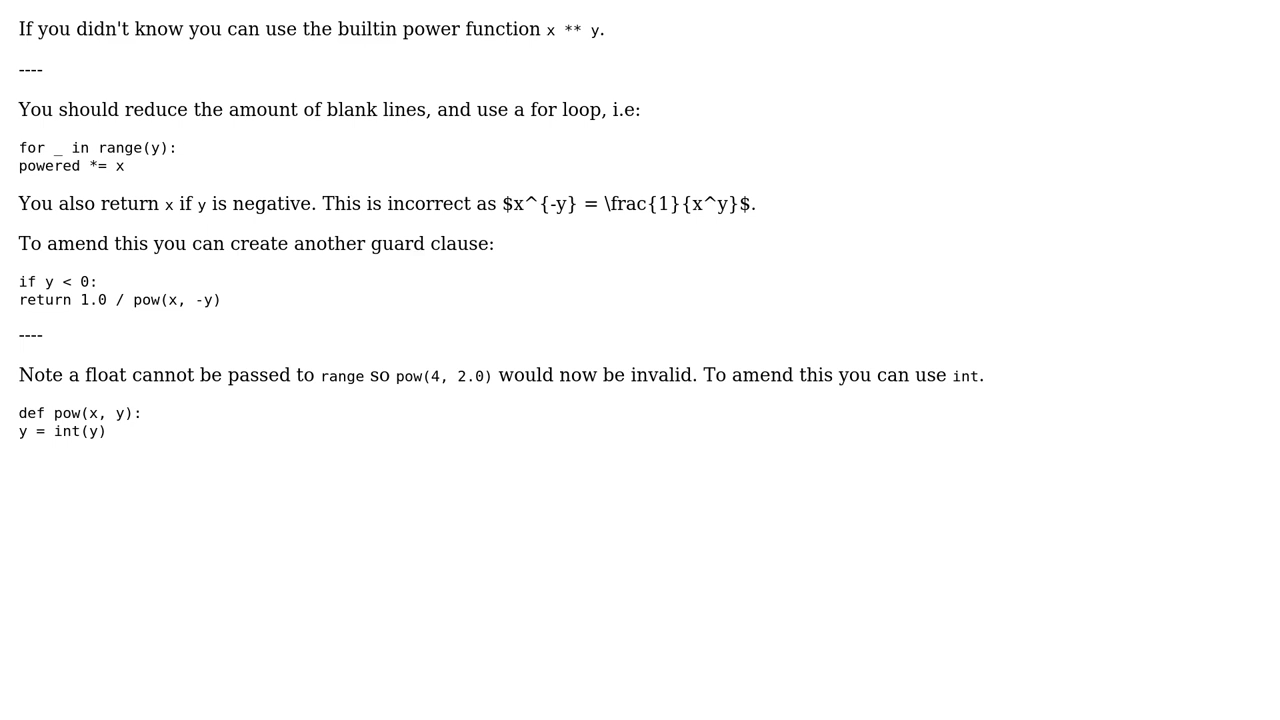 If you didn't know you can use the builtin power function x ** y.
----
You should reduce the amount of blank lines, and use a for loop, i.e:
for _ in range(y):
powered *= x
You also return x if y is negative. This is incorrect as $x^{-y} = \frac{1}{x^y}$.
To amend this you can create another guard clause:
if y < 0:
return 1.0 / pow(x, -y)
----
Note a float cannot be passed to range so pow(4, 2.0) would now be invalid. To amend this you can use int.
def pow(x, y):
y = int(y)